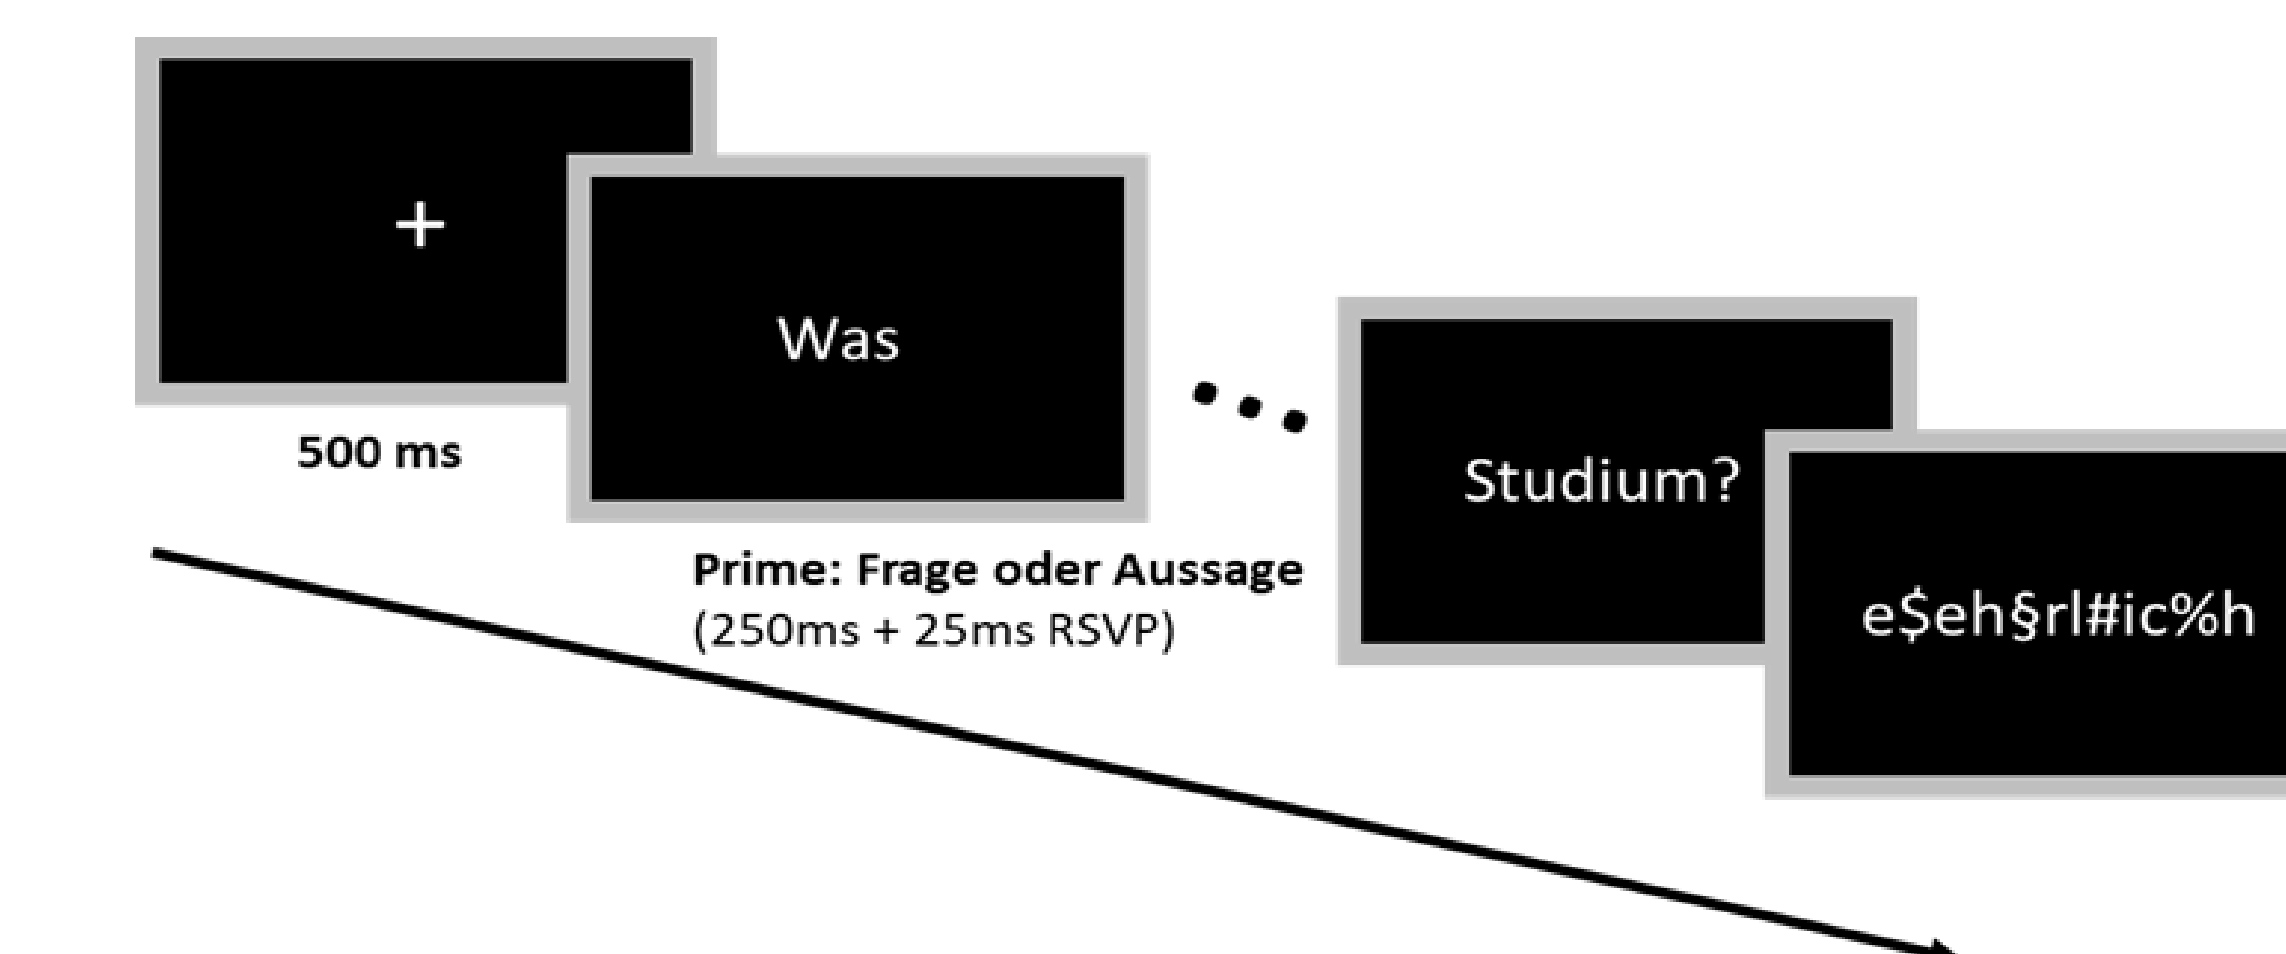 +
Was
500 ms
Studium?
Prime: Frage oder Aussage
(250ms + 25ms RSVP)
e$eh§rl#ic%h